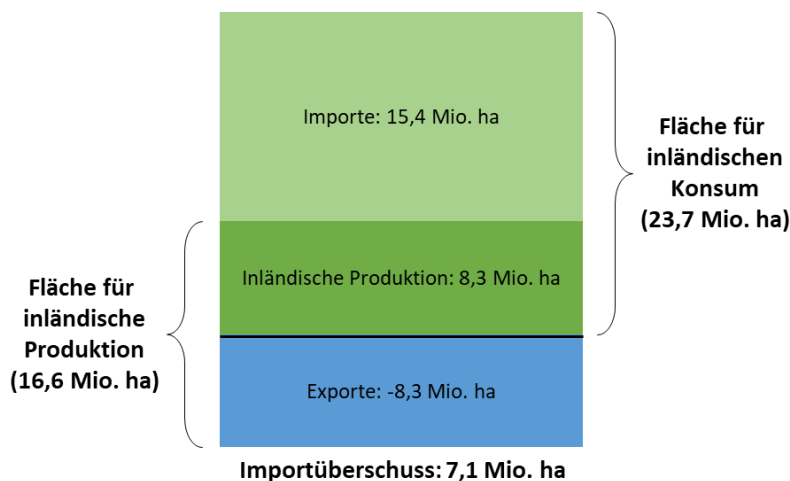 Importe: 15,4 Mio. ha
Fläche für
inländischen
Konsum
(23,7 Mio. ha)
Inländische Produktion: 8,3 Mio. ha
Fläche für
inländische
Produktion
(16,6 Mio. ha)
Exporte: -8,3 Mio. ha
Importüberschuss: 7,1 Mio. ha